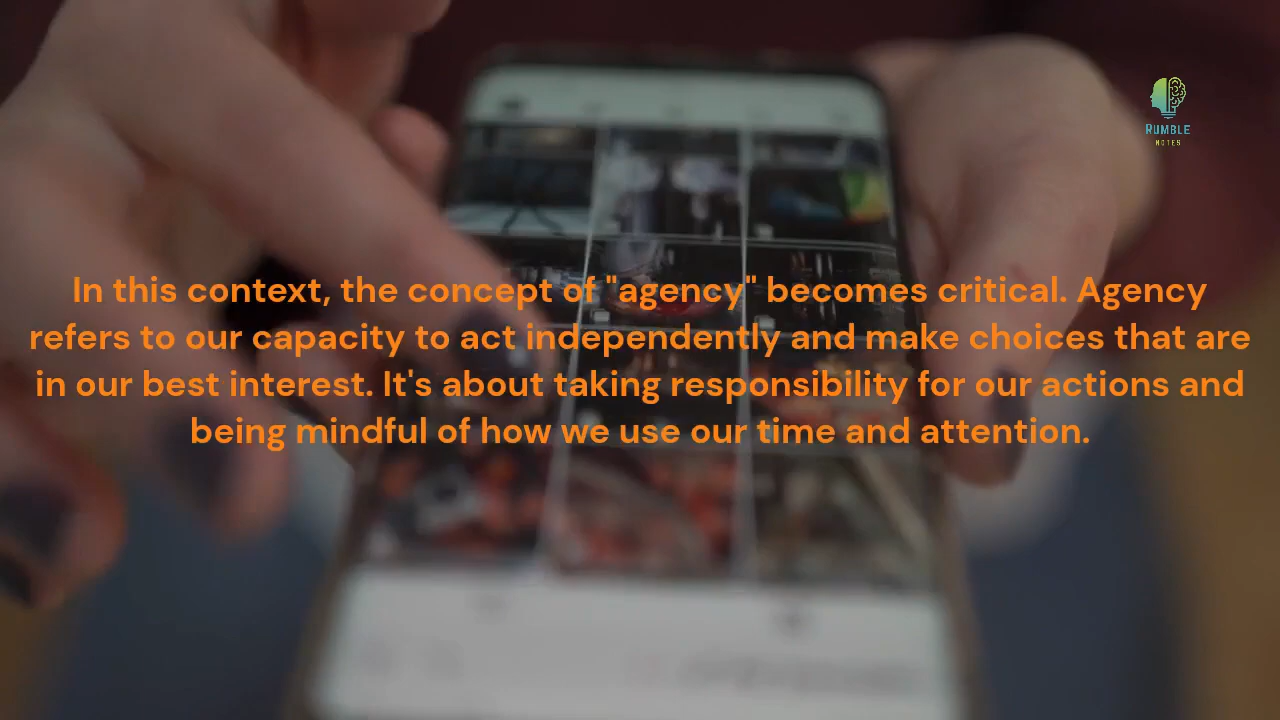 RUMBLE
NOTES
In this context, the concept of "agency" becomes critical. Agency
refers to our capacity to act independently and make choices that are
in our best interest. It's about taking responsibility for our actions and
being mindful of how we use our time and attention.